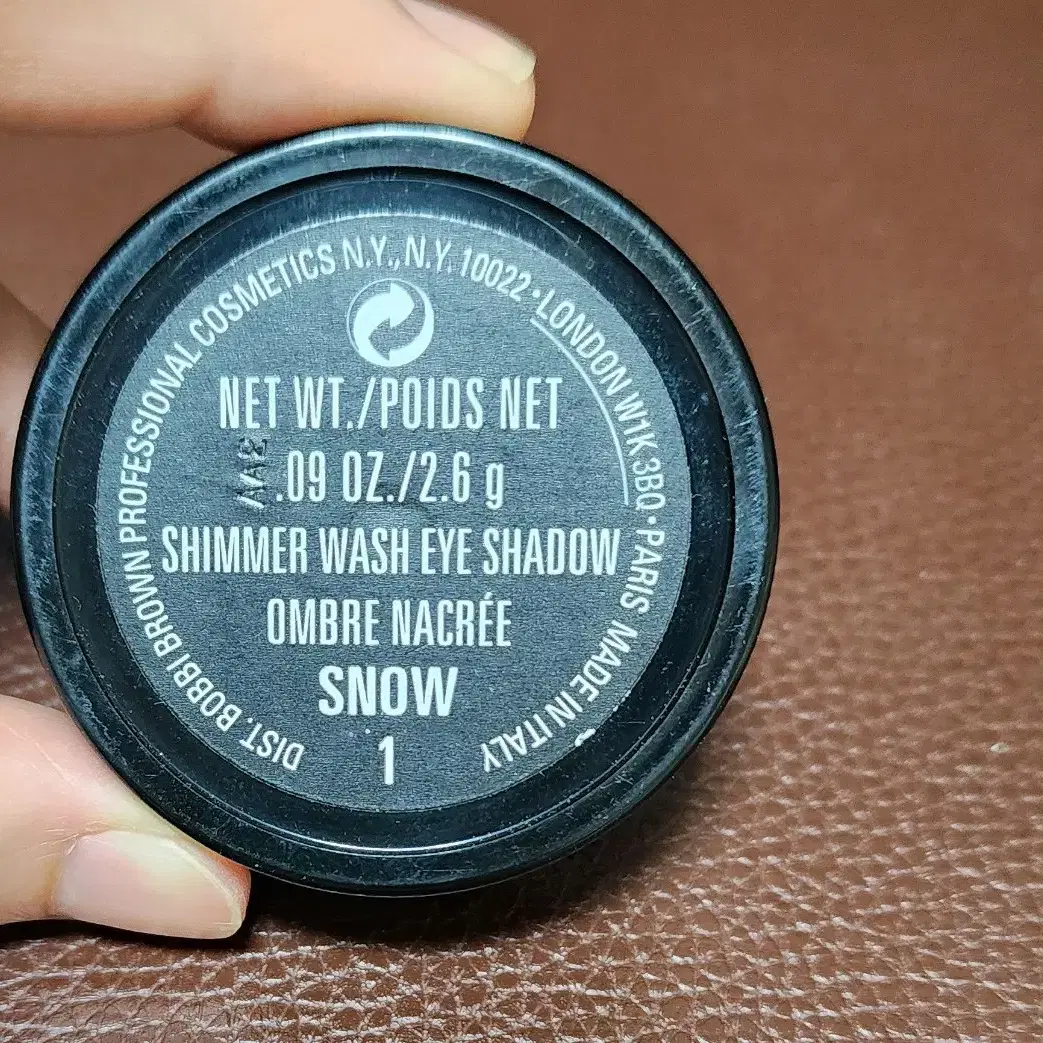 DIST. BOBBI BROWN PROFESSIONAL COSMETICS N.Y., N.Y. 10022 • LONDON W1K 3BQ • PARIS MADE IN ITALY
NET WT./POIDS NET
.09 OZ./2.6 g
SHIMMER WASH EYE SHADOW
OMBRE NACRÉE
SNOW
1